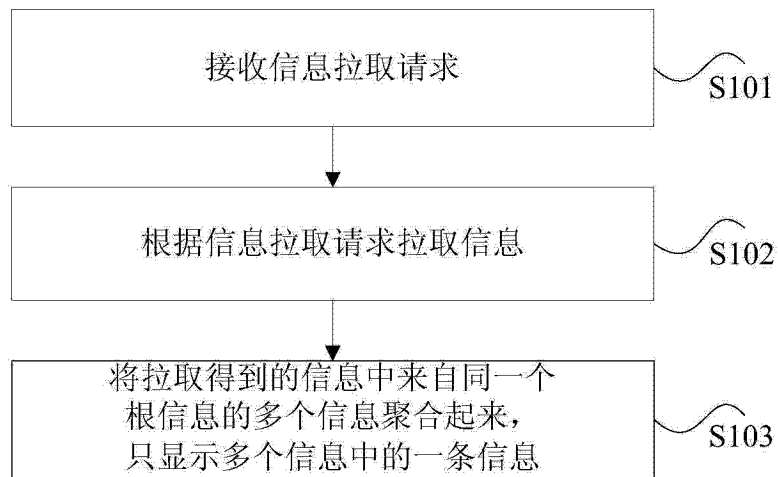 接收信息拉取请求
S101
根据信息拉取请求拉取信息
S102
将拉取得到的信息中来自同一个
根信息的多个信息聚合起来，
只显示多个信息中的一条信息
S103